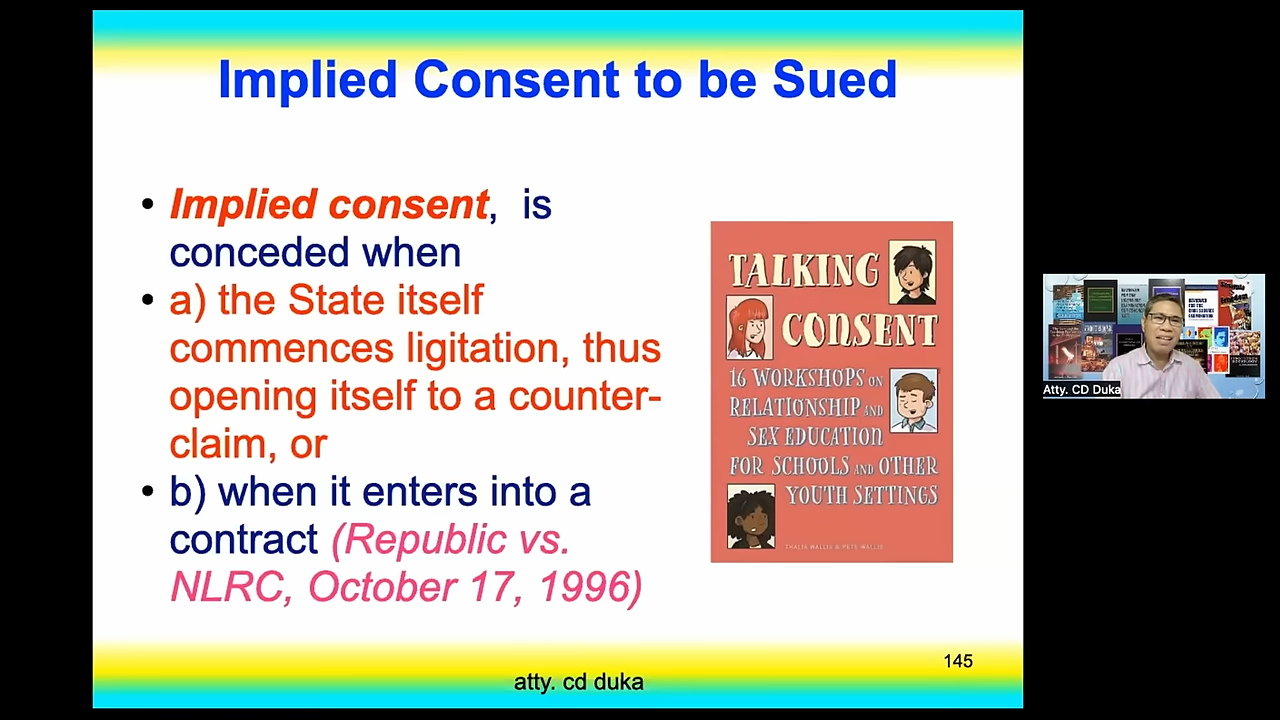 Implied Consent to be Sued
• Implied consent, is
conceded when
• a) the State itself
commences ligitation, thus
opening itself to a counter-
claim, or
• b) when it enters into a
contract (Republic vs.
NLRC, October 17, 1996)
TALKING
CONSENT
16 WORKSHOPS ON
RELATIONSHIP AND
SEX EDUCATION
FOR SCHOOLS AND OTHER
YOUTH SETTINGS
THALIA WALLIS & PETE WALLIS
145
atty. cd duka
Atty. CD Duka